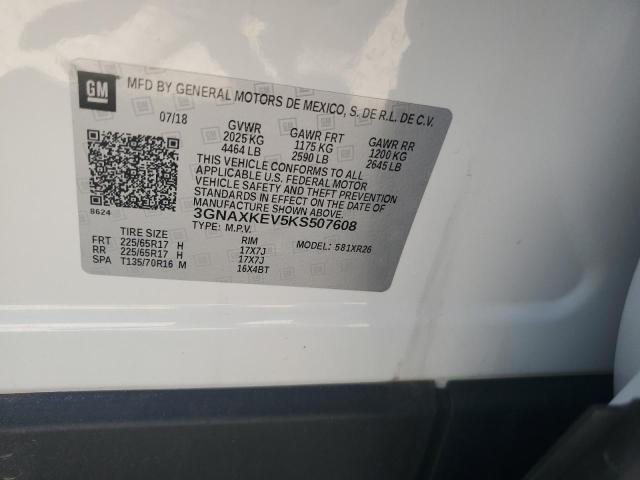 GM
MFD BY GENERAL MOTORS DE MEXICO, S. DE R.L. DE C.V.
07/18 GVWR GAWR FRT GAWR RR
2025 KG 1175 KG 1200 KG
4464 LB 2590 LB 2645 LB
THIS VEHICLE CONFORMS TO ALL
APPLICABLE U.S. FEDERAL MOTOR
VEHICLE SAFETY AND THEFT PREVENTION
STANDARDS IN EFFECT ON THE DATE OF
MANUFACTURE SHOWN ABOVE.
8624 3GNAXKEV5KS507608
TYPE: M.P.V. MODEL: 581XR26
TIRE SIZE RIM
FRT 225/65R17 H 17X7J
RR 225/65R17 H 17X7J
SPA T135/70R16 M 16X4BT